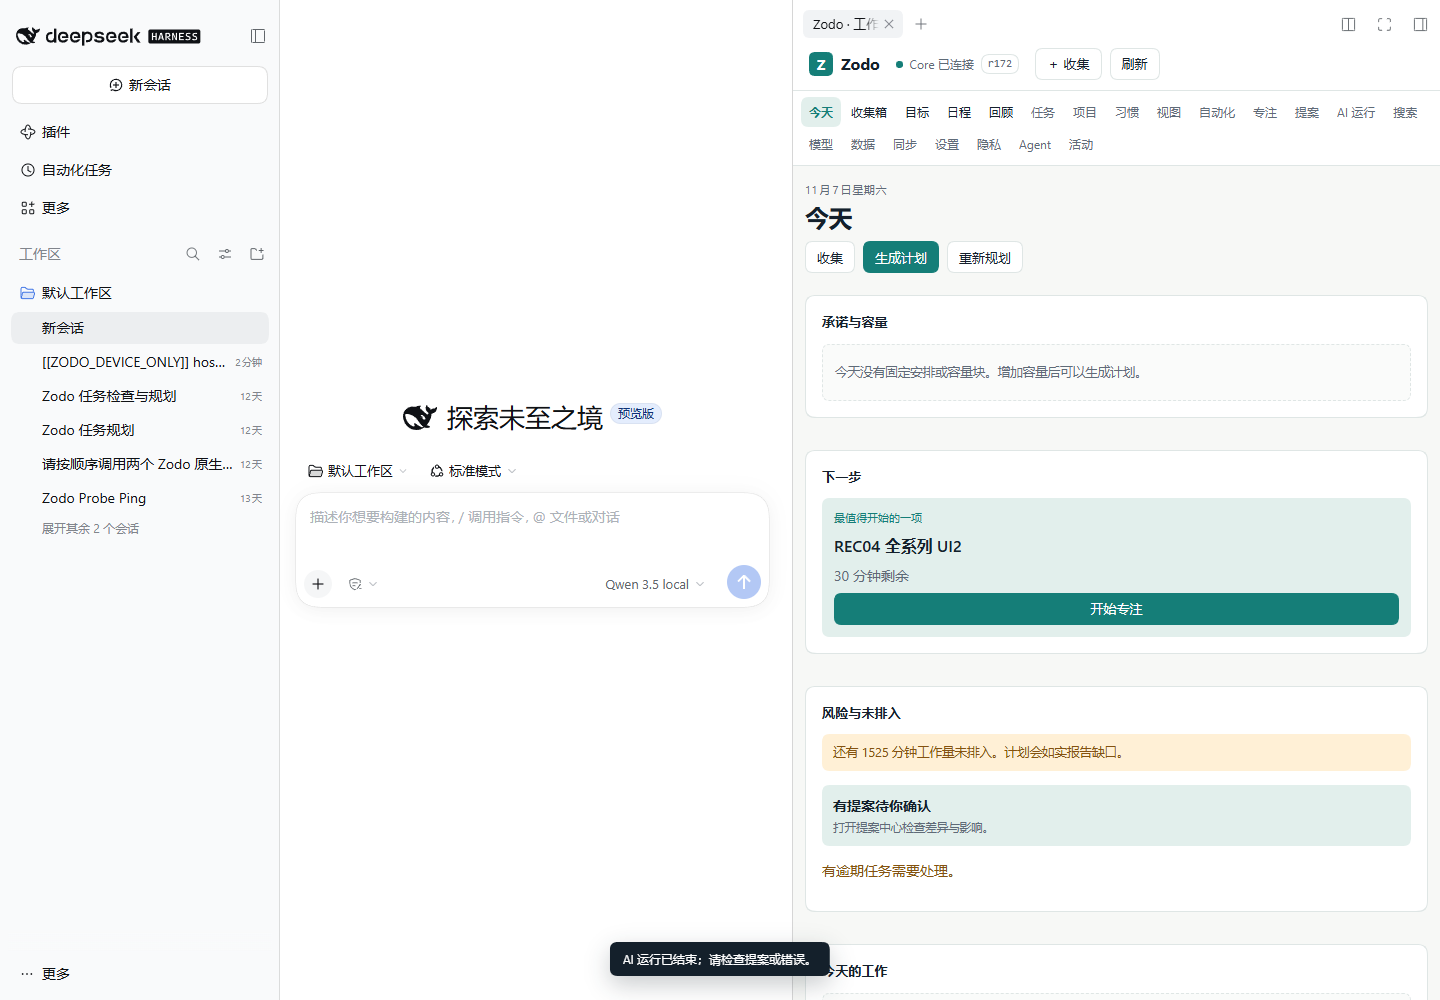 deepseek HARNESS
新会话
插件
自动化任务
更多
工作区
默认工作区
新会话
[[ZODO_DEVICE_ONLY]] hos... 2分钟
Zodo 任务检查与规划 12天
Zodo 任务规划 12天
请按顺序调用两个 Zodo 原生... 12天
Zodo Probe Ping 13天
展开其余 2 个会话
更多
探索未至之境 预览版
默认工作区 标准模式
描述你想要构建的内容, / 调用指令, @ 文件或对话
Qwen 3.5 local
Zodo · 工作
Z Zodo Core 已连接 r172 + 收集 刷新
今天 收集箱 目标 日程 回顾 任务 项目 习惯 视图 自动化 专注 提案 AI 运行 搜索
模型 数据 同步 设置 隐私 Agent 活动
11月7日星期六
今天
收集 生成计划 重新规划
承诺与容量
今天没有固定安排或容量块。增加容量后可以生成计划。
下一步
最值得开始的一项
REC04 全系列 UI2
30 分钟剩余
开始专注
风险与未排入
还有 1525 分钟工作量未排入。计划会如实报告缺口。
有提案待你确认
打开提案中心检查差异与影响。
有逾期任务需要处理。
今天的工作
AI 运行已结束；请检查提案或错误。